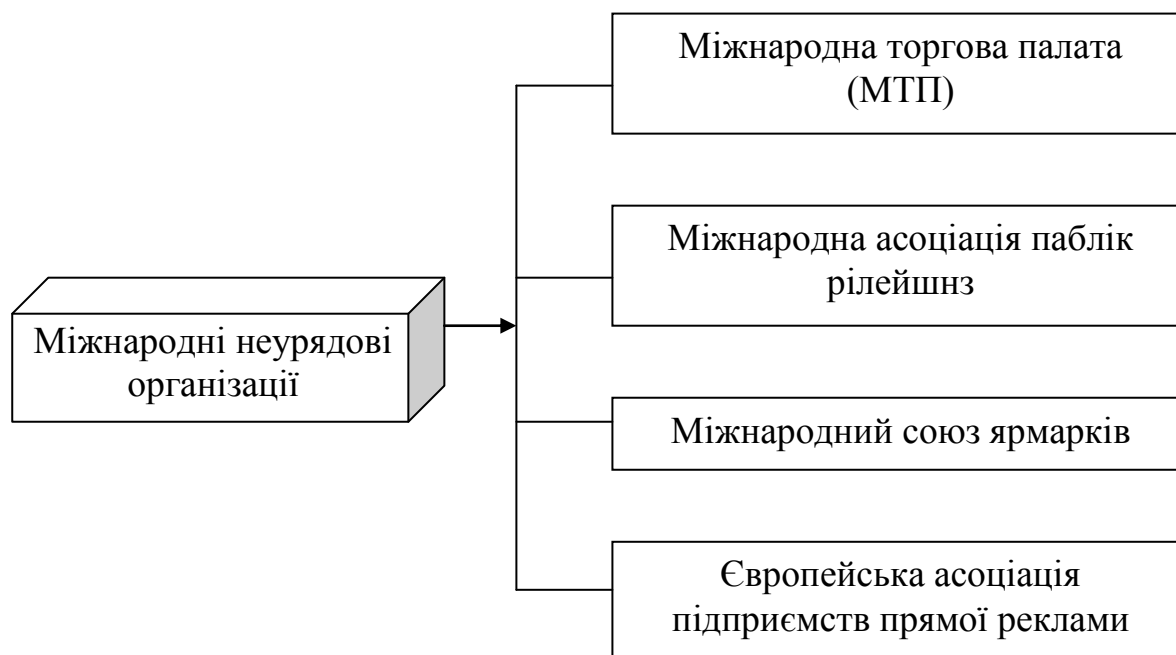 Міжнародна торгова палата
(МТП)
Міжнародна асоціація паблік
рілейшнз
Міжнародні неурядові
організації
Міжнародний союз ярмарків
Європейська асоціація
підприємств прямої реклами